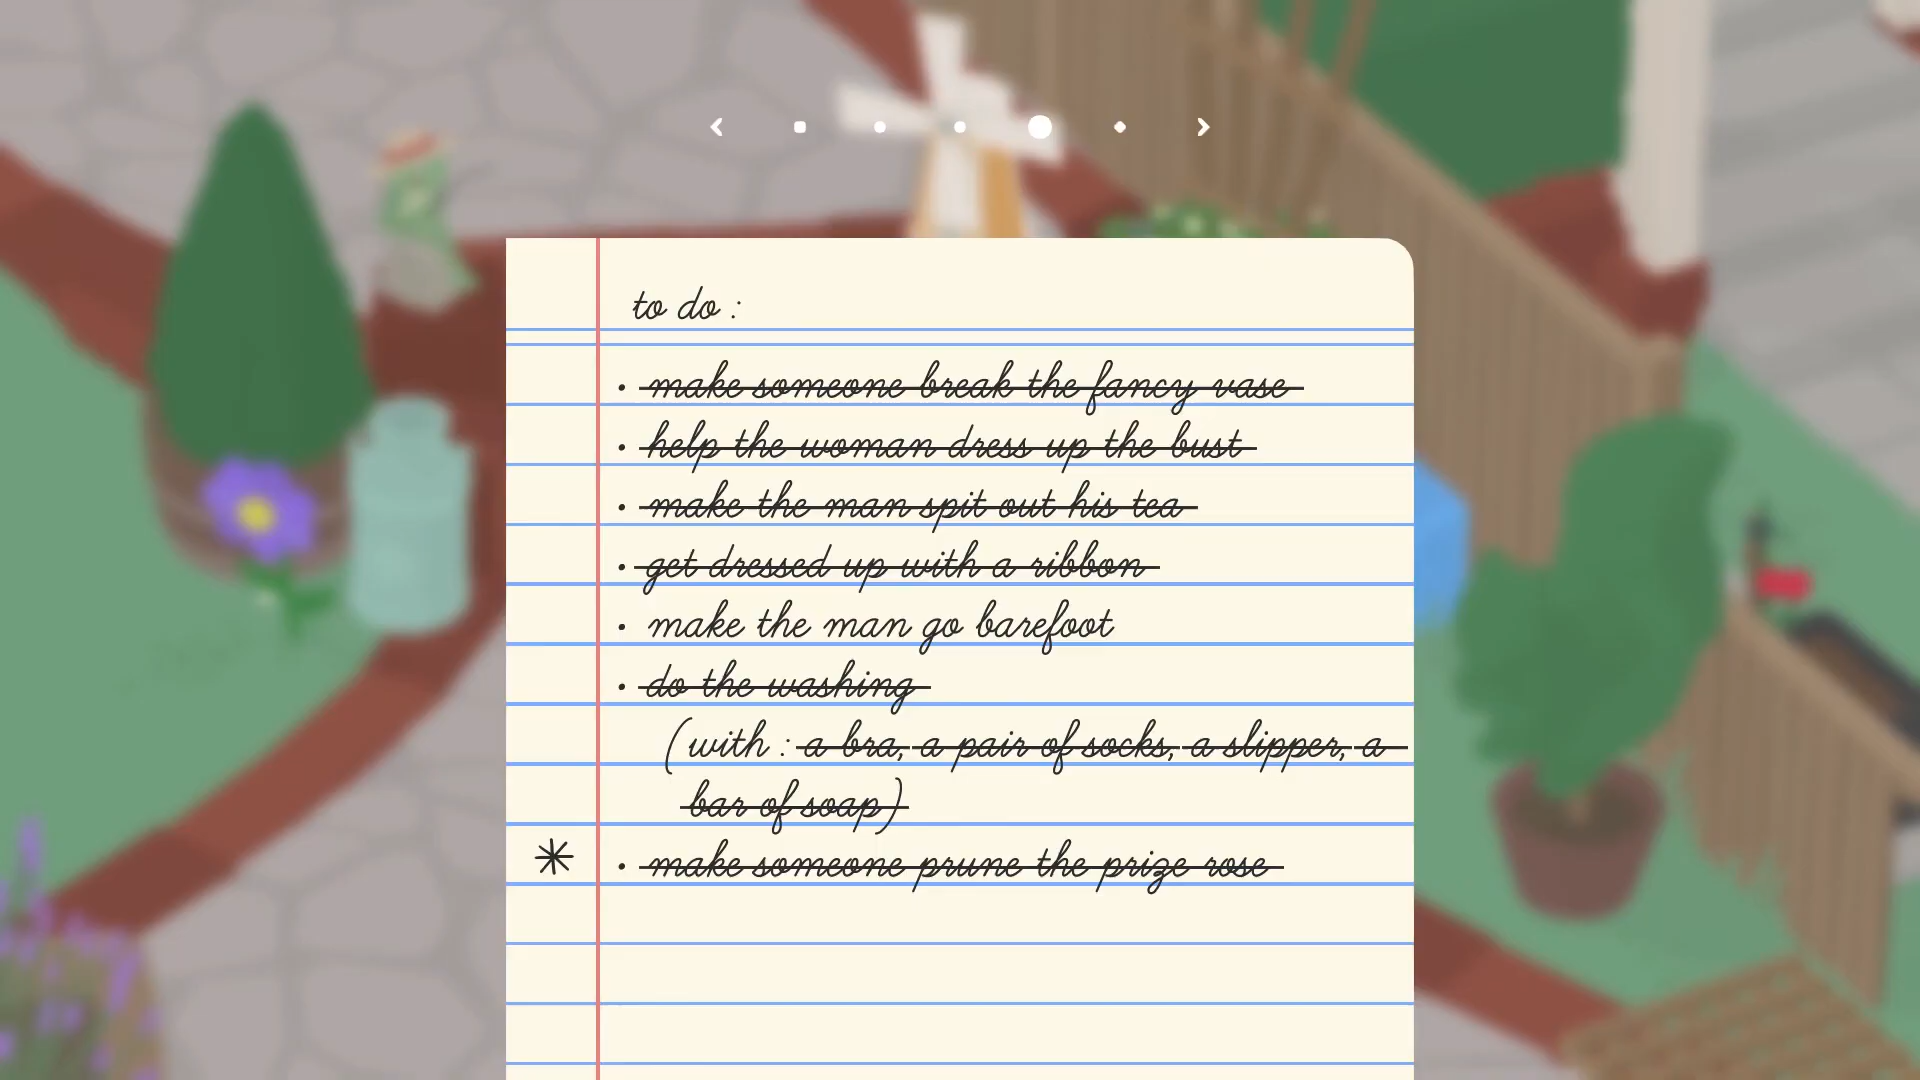 to do :
• make someone break the fancy vase
• help the woman dress up the bust
• make the man spit out his tea
• get dressed up with a ribbon
• make the man go barefoot
• do the washing
(with : a bra, a pair of socks, a slipper, a
bar of soap)
• make someone prune the prize rose